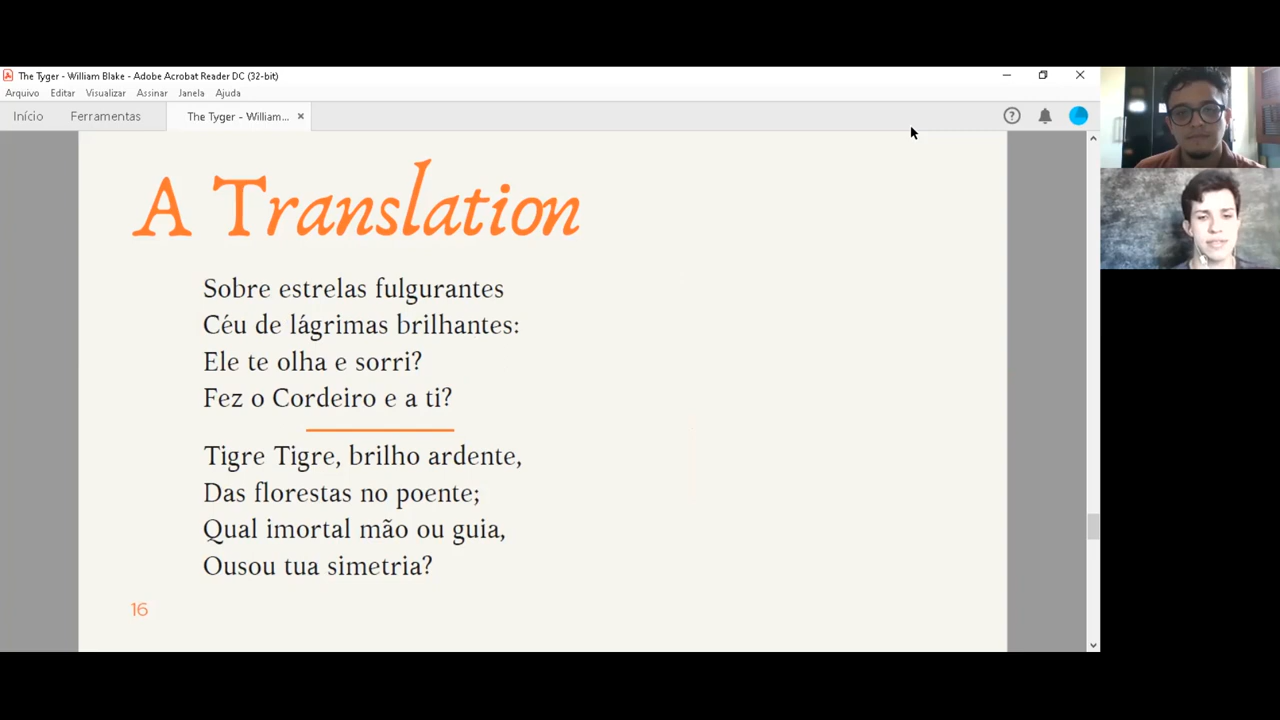 The Tyger - William Blake - Adobe Acrobat Reader DC (32-bit)
Arquivo Editar Visualizar Assinar Janela Ajuda
Início Ferramentas The Tyger - William...
A Translation
Sobre estrelas fulgurantes
Céu de lágrimas brilhantes:
Ele te olha e sorri?
Fez o Cordeiro e a ti?
Tigre Tigre, brilho ardente,
Das florestas no poente;
Qual imortal mão ou guia,
Ousou tua simetria?
16